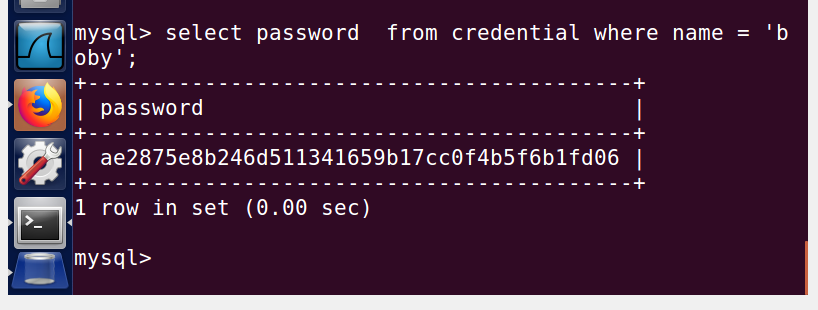 mysql> select password  from credential where name = 'b
oby';
+------------------------------------------+
| password                                 |
+------------------------------------------+
| ae2875e8b246d511341659b17cc0f4b5f6b1fd06 |
+------------------------------------------+
1 row in set (0.00 sec)
mysql>